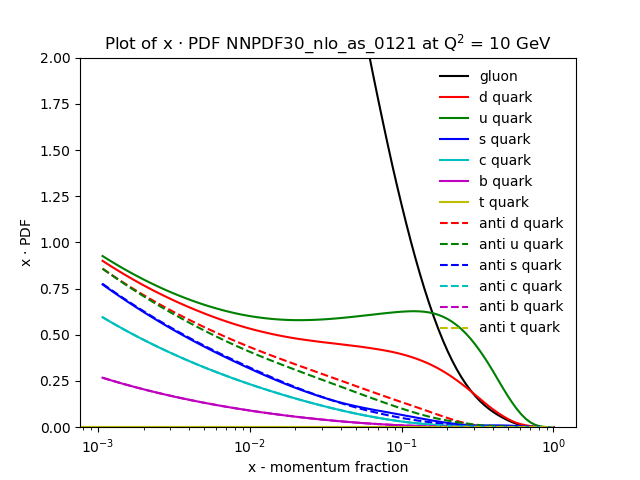 Plot of x · PDF NNPDF30_nlo_as_0121 at Q² = 10 GeV
2.00
1.75
1.50
1.25
1.00
0.75
0.50
0.25
0.00
x · PDF
gluon
d quark
u quark
s quark
c quark
b quark
t quark
anti d quark
anti u quark
anti s quark
anti c quark
anti b quark
anti t quark
10⁻³ 10⁻² 10⁻¹ 10⁰
x - momentum fraction